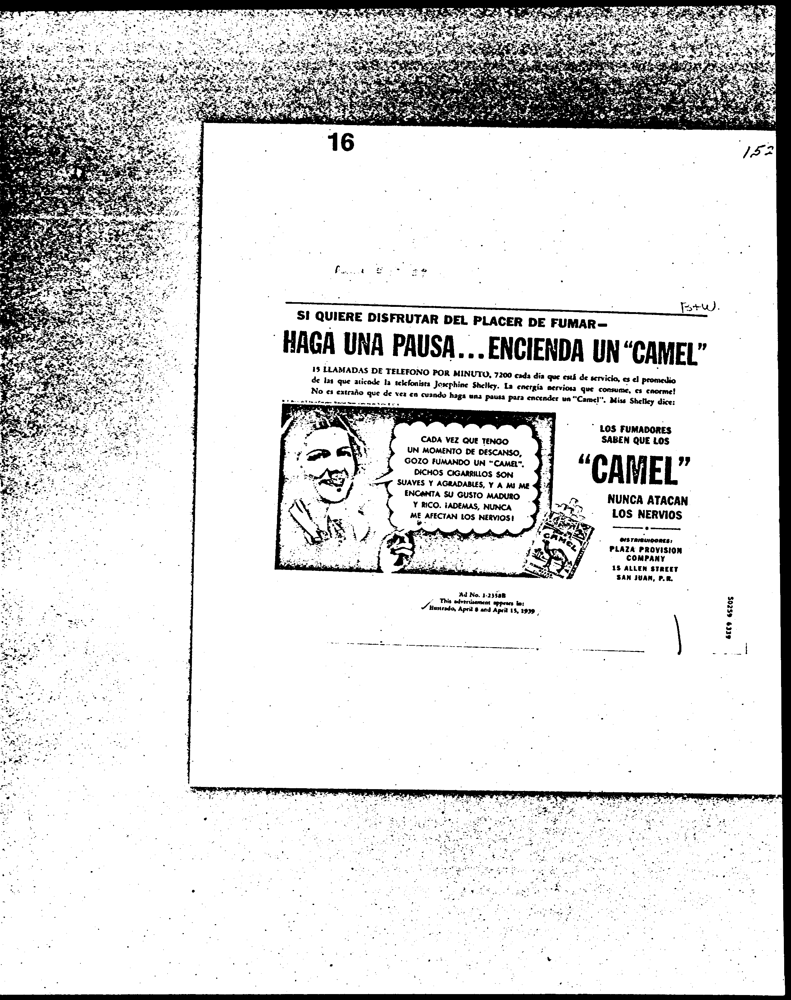 16
152
B+W.
SI QUIERE DISFRUTAR DEL PLACER DE FUMAR—
HAGA UNA PAUSA...ENCIENDA UN "CAMEL"
15 LLAMADAS DE TELEFONO POR MINUTO, 7200 cada día que está de servicio, es el promedio
de las que atiende la telefonista Josephine Shelley. La energía nerviosa que consume, es enorme!
No es extraño que de vez en cuando haga una pausa para encender un "Camel". Miss Shelley dice:
CADA VEZ QUE TENGO
UN MOMENTO DE DESCANSO,
GOZO FUMANDO UN "CAMEL".
DICHOS CIGARRILLOS SON
SUAVES Y AGRADABLES, Y A MI ME
ENCANTA SU GUSTO MADURO
Y RICO. ¡ADEMAS, NUNCA
ME AFECTAN LOS NERVIOS!
CAMEL
LOS FUMADORES
SABEN QUE LOS
"CAMEL"
NUNCA ATACAN
LOS NERVIOS
DISTRIBUIDORES:
PLAZA PROVISION
COMPANY
15 ALLEN STREET
SAN JUAN, P.R.
Ad No. 1-2358B
This advertisement appears in:
Ilustrado, April 8 and April 15, 1939
50259 6339